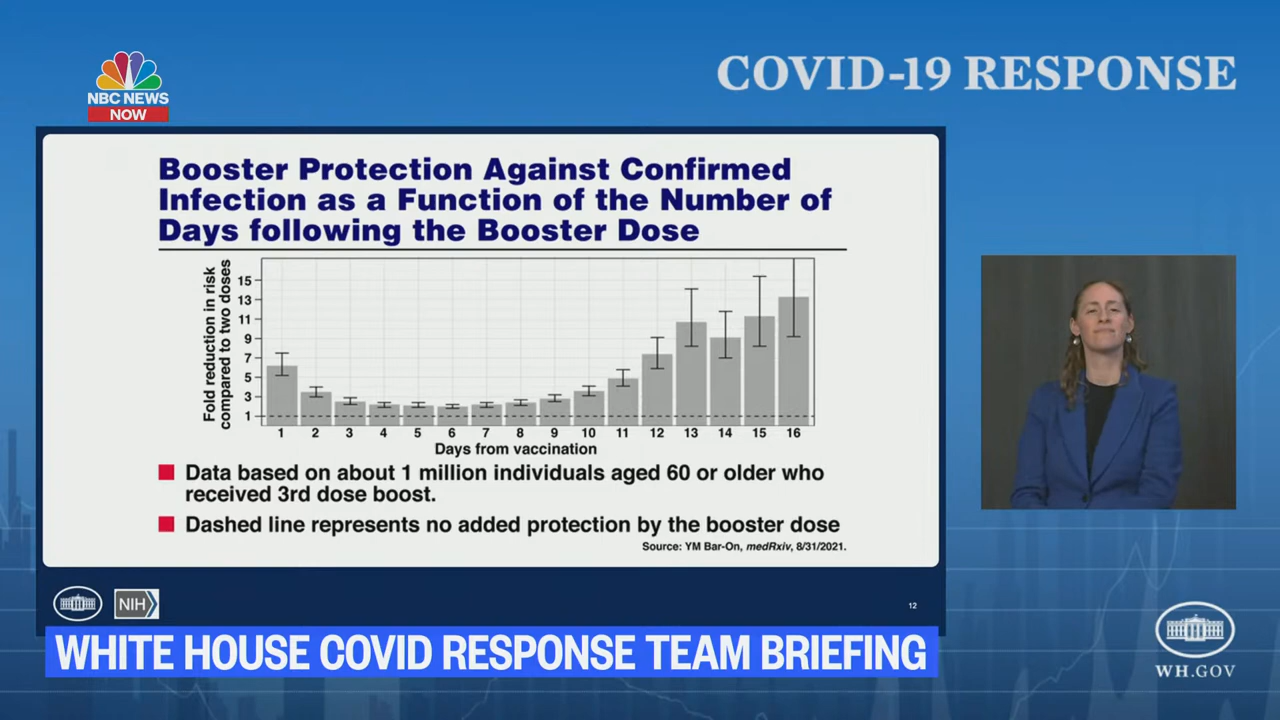 NBC NEWS
NOW
COVID-19 RESPONSE
Booster Protection Against Confirmed
Infection as a Function of the Number of
Days following the Booster Dose
Fold reduction in risk
compared to two doses
15
13
11
9
7
5
3
1
1 2 3 4 5 6 7 8 9 10 11 12 13 14 15 16
Days from vaccination
Data based on about 1 million individuals aged 60 or older who
received 3rd dose boost.
Dashed line represents no added protection by the booster dose
Source: YM Bar-On, medRxiv, 8/31/2021.
NIH
12
WHITE HOUSE COVID RESPONSE TEAM BRIEFING
WH.GOV